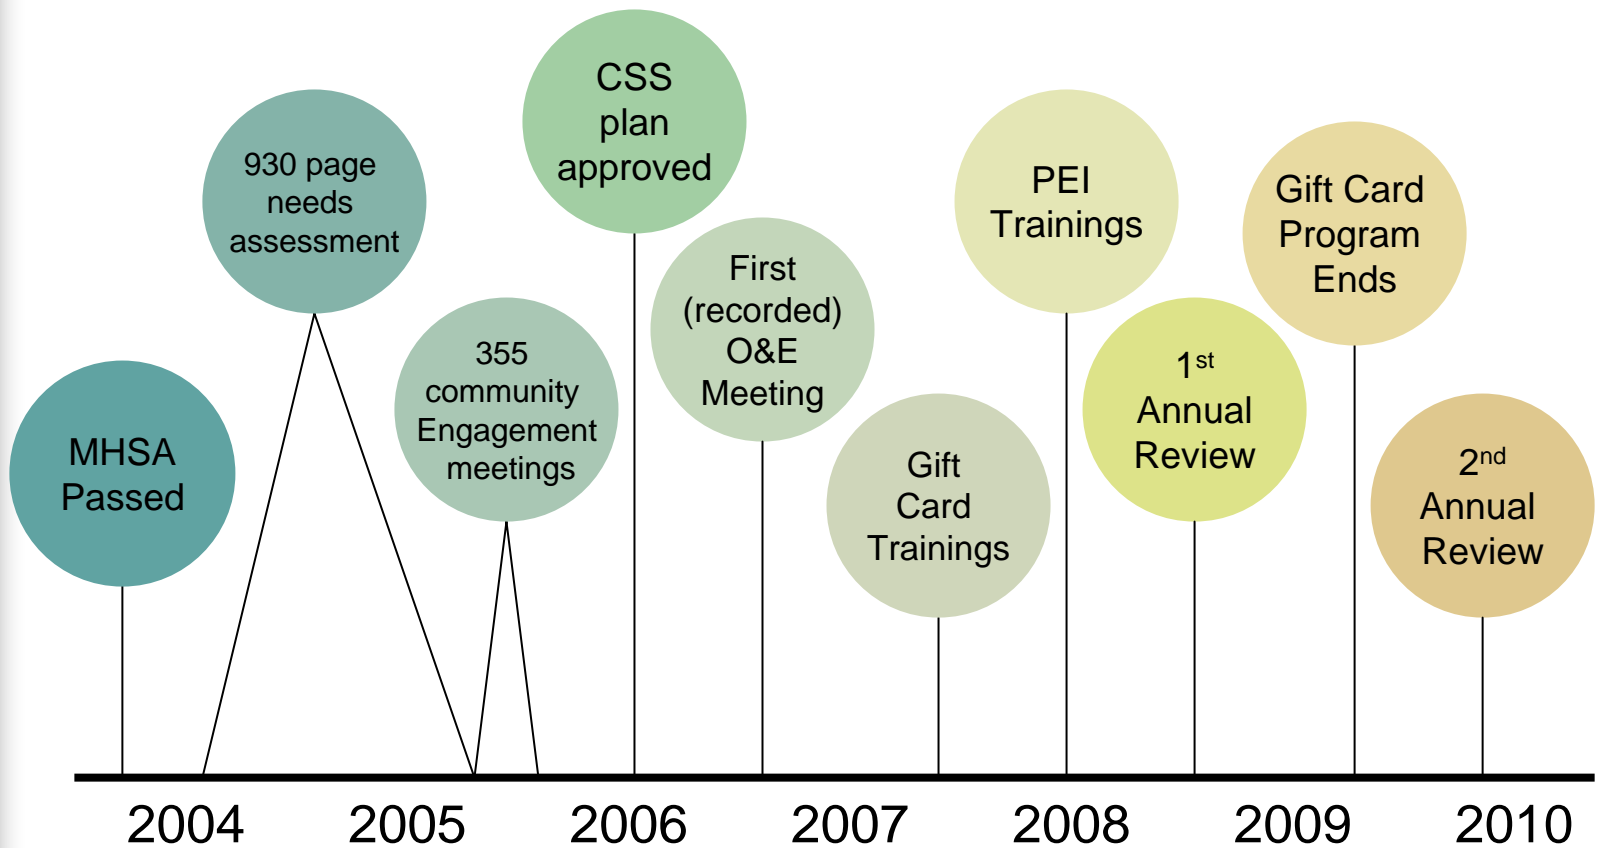 MHSA
Passed
930 page
needs
assessment
355
community
Engagement
meetings
CSS
plan
approved
First
(recorded)
O&E
Meeting
Gift
Card
Trainings
PEI
Trainings
1st
Annual
Review
Gift Card
Program
Ends
2nd
Annual
Review
2004 2005 2006 2007 2008 2009 2010